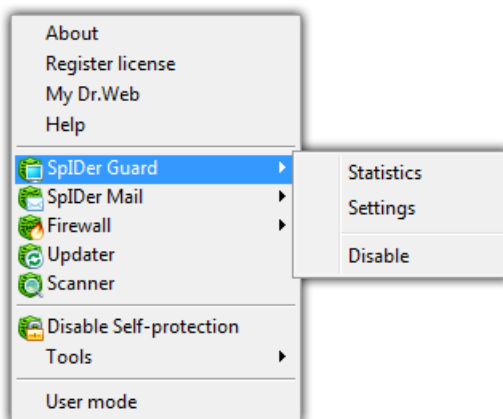 About
Register license
My Dr.Web
Help
SpIDer Guard
SpIDer Mail
Firewall
Updater
Scanner
Disable Self-protection
Tools
User mode
Statistics
Settings
Disable